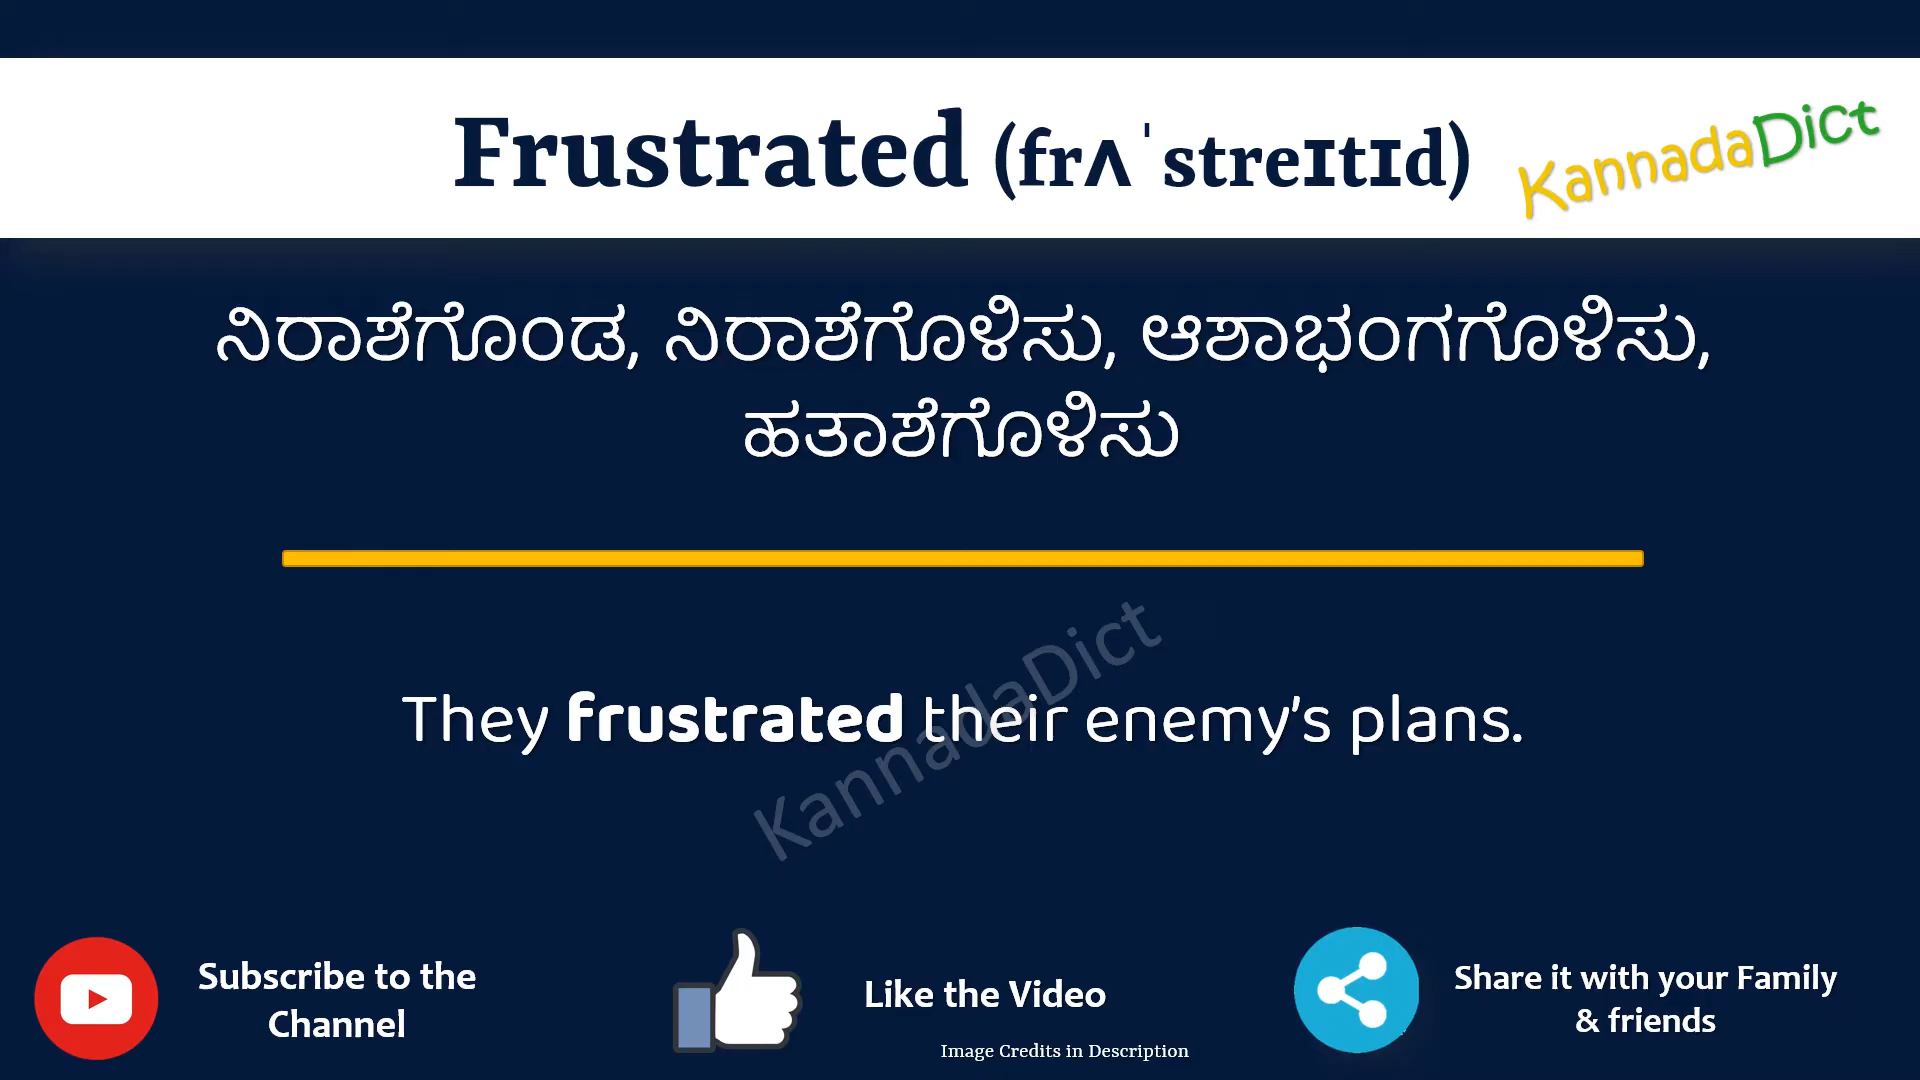 Frustrated (frʌˈstreɪtɪd)
KannadaDict
ನಿರಾಶೆಗೊಂಡ, ನಿರಾಶೆಗೊಳಿಸು, ಆಶಾಭಂಗಗೊಳಿಸು,
ಹತಾಶೆಗೊಳಿಸು
They frustrated their enemy’s plans.
KannadaDict
Subscribe to the
Channel
Like the Video
Share it with your Family
& friends
Image Credits in Description